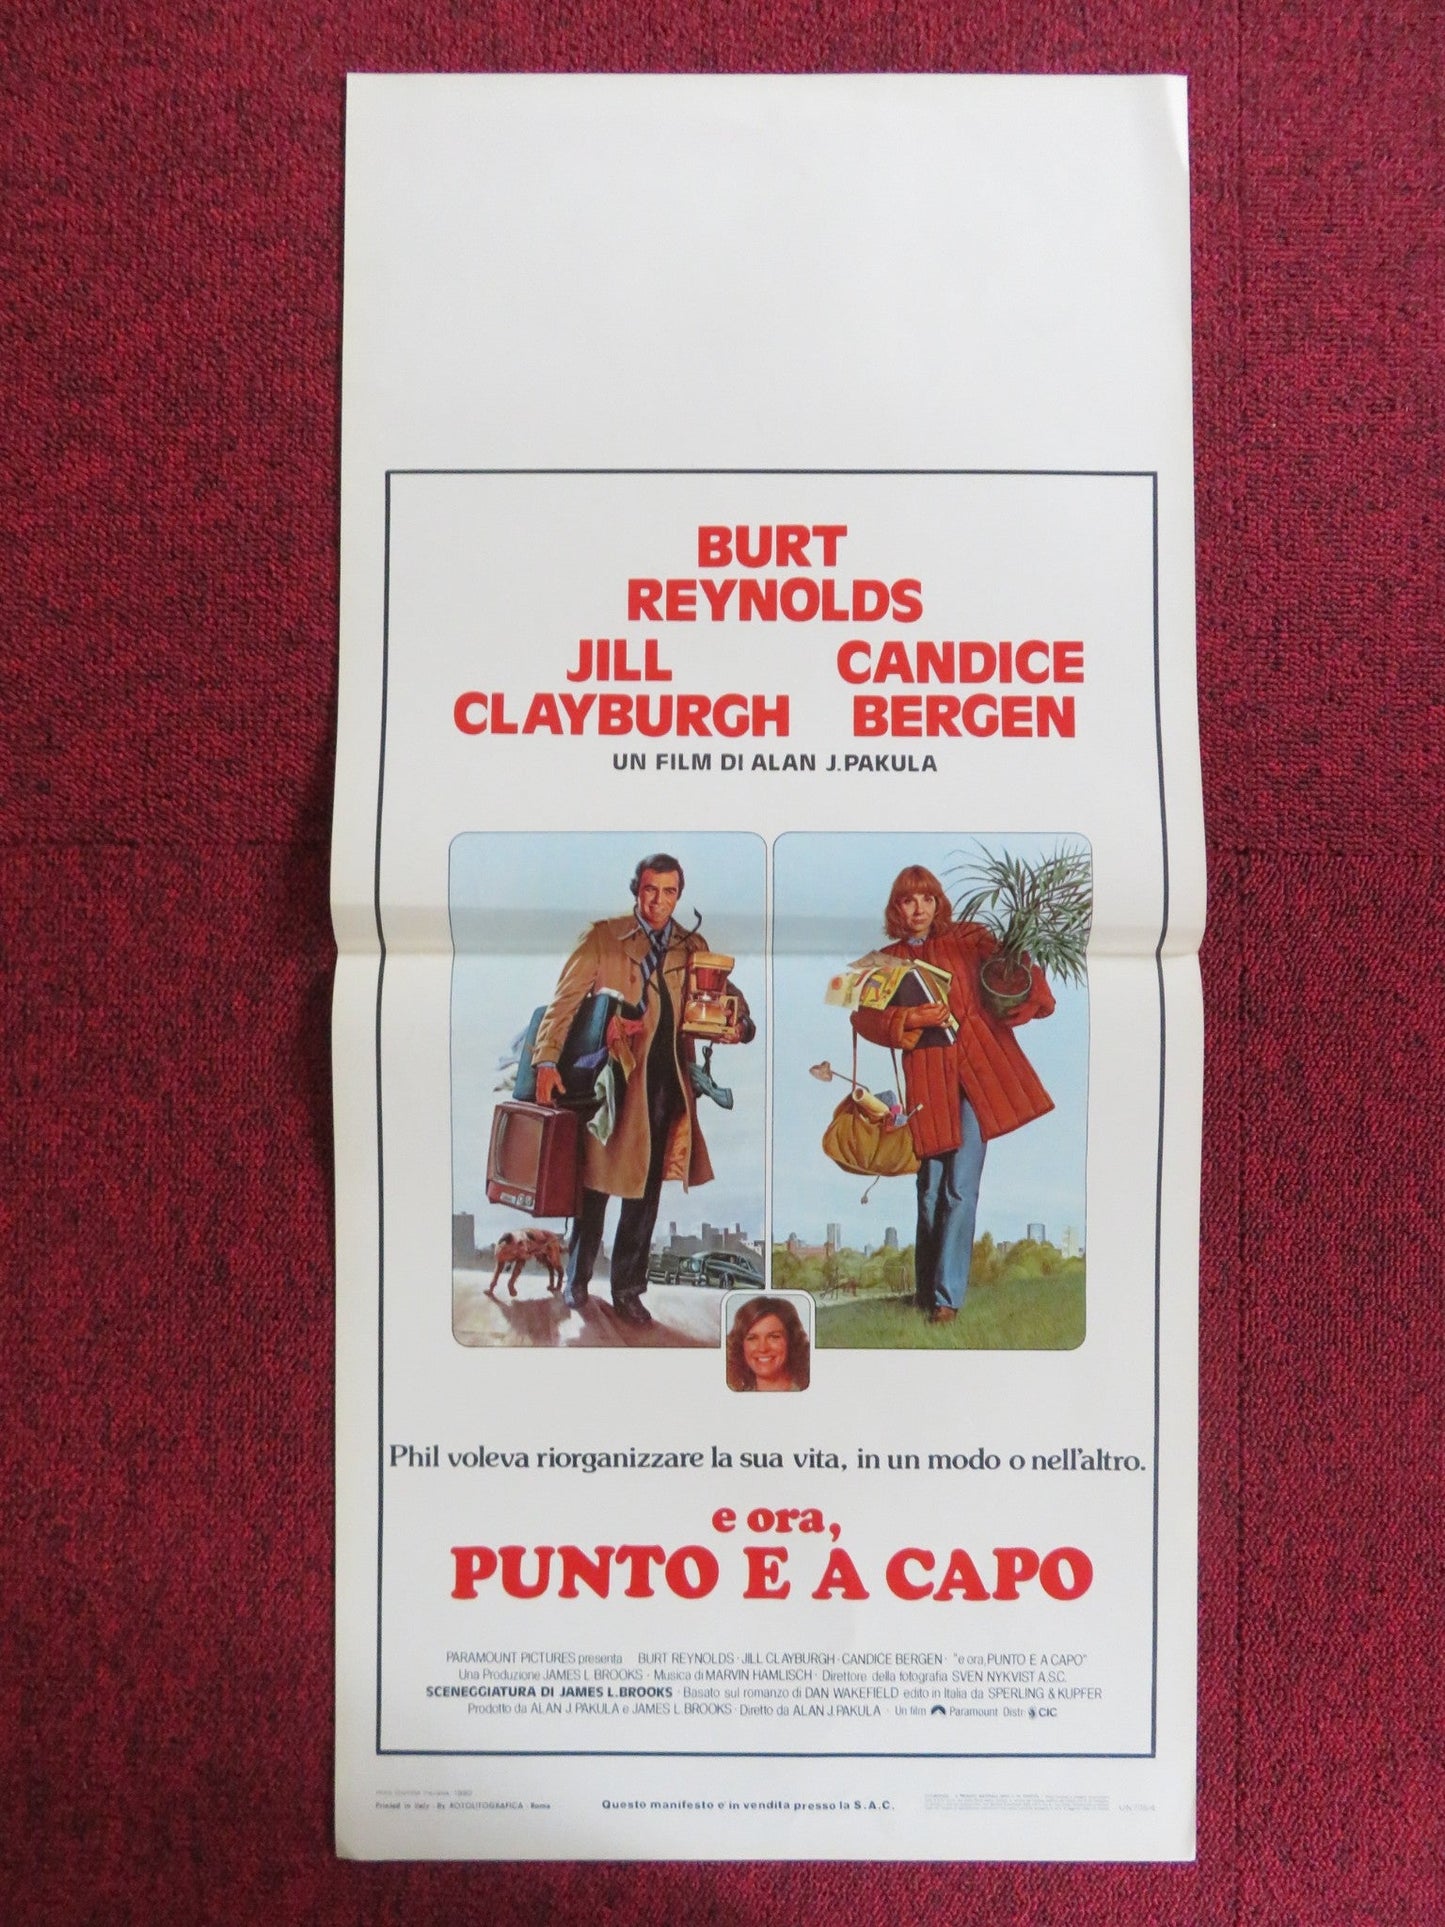 BURT
REYNOLDS
JILL CANDICE
CLAYBURGH BERGEN
UN FILM DI ALAN J. PAKULA
Phil voleva riorganizzare la sua vita, in un modo o nell'altro.
e ora,
PUNTO E A CAPO
PARAMOUNT PICTURES presenta BURT REYNOLDS · JILL CLAYBURGH · CANDICE BERGEN · "e ora, PUNTO E A CAPO"
Una Produzione JAMES L. BROOKS · Musica di MARVIN HAMLISCH · Direttore della fotografia SVEN NYKVIST A.S.C.
SCENEGGIATURA DI JAMES L. BROOKS · Basato sul romanzo di DAN WAKEFIELD edito in Italia da SPERLING & KUPFER
Prodotto da ALAN J. PAKULA e JAMES L. BROOKS · Diretto da ALAN J. PAKULA · Un film Paramount Distr. CIC
Printed in Italy - By ROTOLITOGRAFICA - Roma
Questo manifesto e' in vendita presso la S.A.C.